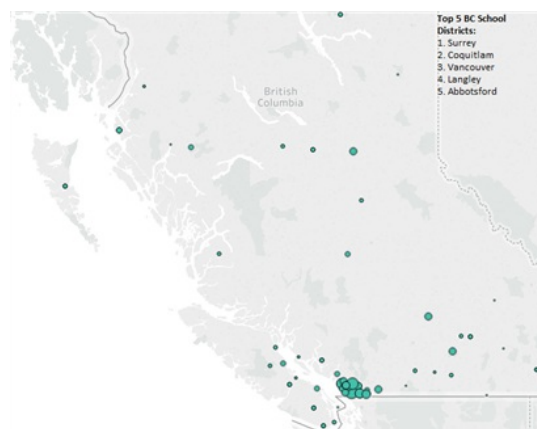 Top 5 BC School
Districts:
1. Surrey
2. Coquitlam
3. Vancouver
4. Langley
5. Abbotsford
British
Columbia